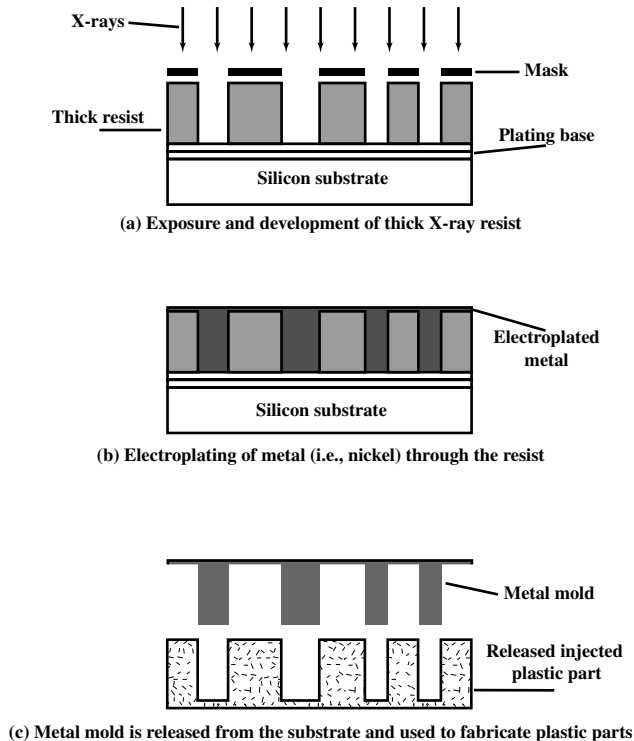 X-rays
Mask
Thick resist
Plating base
Silicon substrate
(a) Exposure and development of thick X-ray resist
Electroplated
metal
Silicon substrate
(b) Electroplating of metal (i.e., nickel) through the resist
Metal mold
Released injected
plastic part
(c) Metal mold is released from the substrate and used to fabricate plastic parts